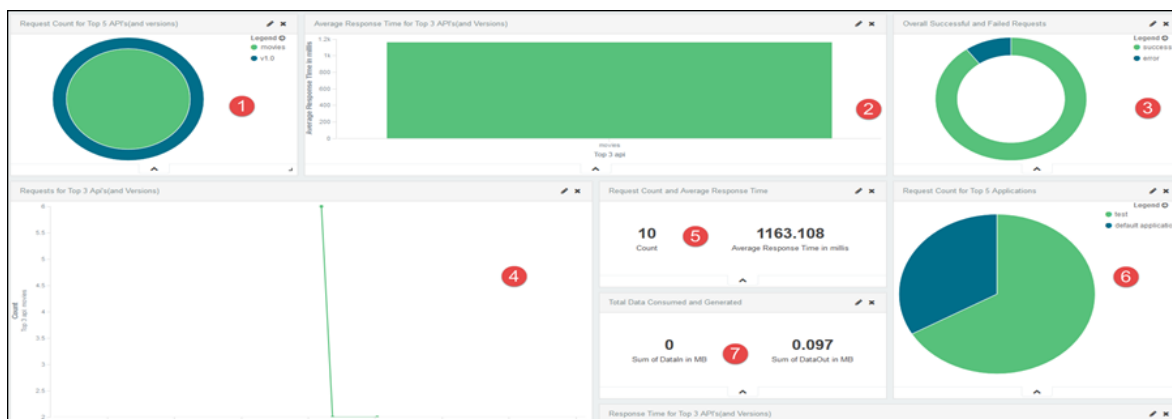 Request Count for Top 5 API's(and versions)
Legend
movies
v1.0
1
Average Response Time for Top 3 API's(and Versions)
Average Response Time in millis
1.2k
1k
800
600
400
200
0
movies
Top 3 api
2
Overall Successful and Failed Requests
Legend
success
error
3
Requests for Top 3 Api's(and Versions)
Count
Top 3 api movies
6
5.5
5
4.5
4
3.5
3
2.5
2
4
Request Count and Average Response Time
10
Count
5
1163.108
Average Response Time in millis
Total Data Consumed and Generated
0
Sum of DataIn in MB
7
0.097
Sum of DataOut in MB
Request Count for Top 5 Applications
Legend
test
default applicatio
6
Response Time for Top 3 API's(and Versions)